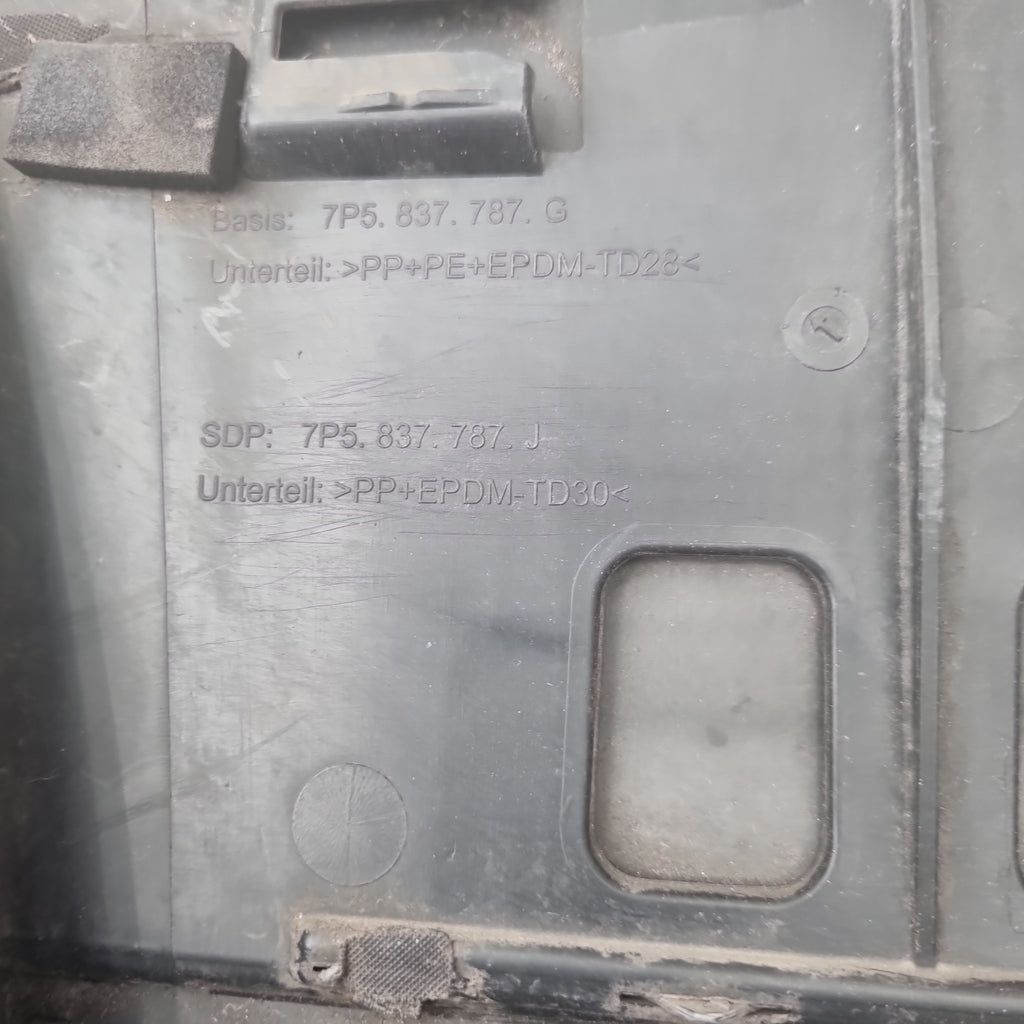 Basis: 7P5. 837. 787. G
Unterteil: >PP+PE+EPDM-TD28<
SDP: 7P5. 837. 787. J
Unterteil: >PP+EPDM-TD30<